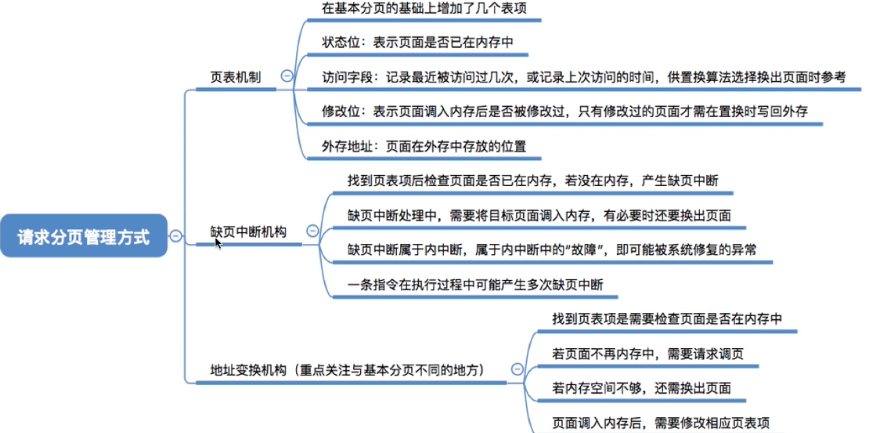 在基本分页的基础上增加了几个表项
状态位：表示页面是否已在内存中
页表机制
访问字段：记录最近被访问过几次，或记录上次访问的时间，供置换算法选择换出页面时参考
修改位：表示页面调入内存后是否被修改过，只有修改过的页面才需在置换时写回外存
外存地址：页面在外存中存放的位置
找到页表项后检查页面是否已在内存，若没在内存，产生缺页中断
缺页中断处理中，需要将目标页面调入内存，有必要时还要换出页面
缺页中断机构
请求分页管理方式
缺页中断属于内中断，属于内中断中的“故障”，即可能被系统修复的异常
一条指令在执行过程中可能产生多次缺页中断
找到页表项是需要检查页面是否在内存中
若页面不再内存中，需要请求调页
地址变换机构（重点关注与基本分页不同的地方）
若内存空间不够，还需换出页面
页面调入内存后，需要修改相应页表项